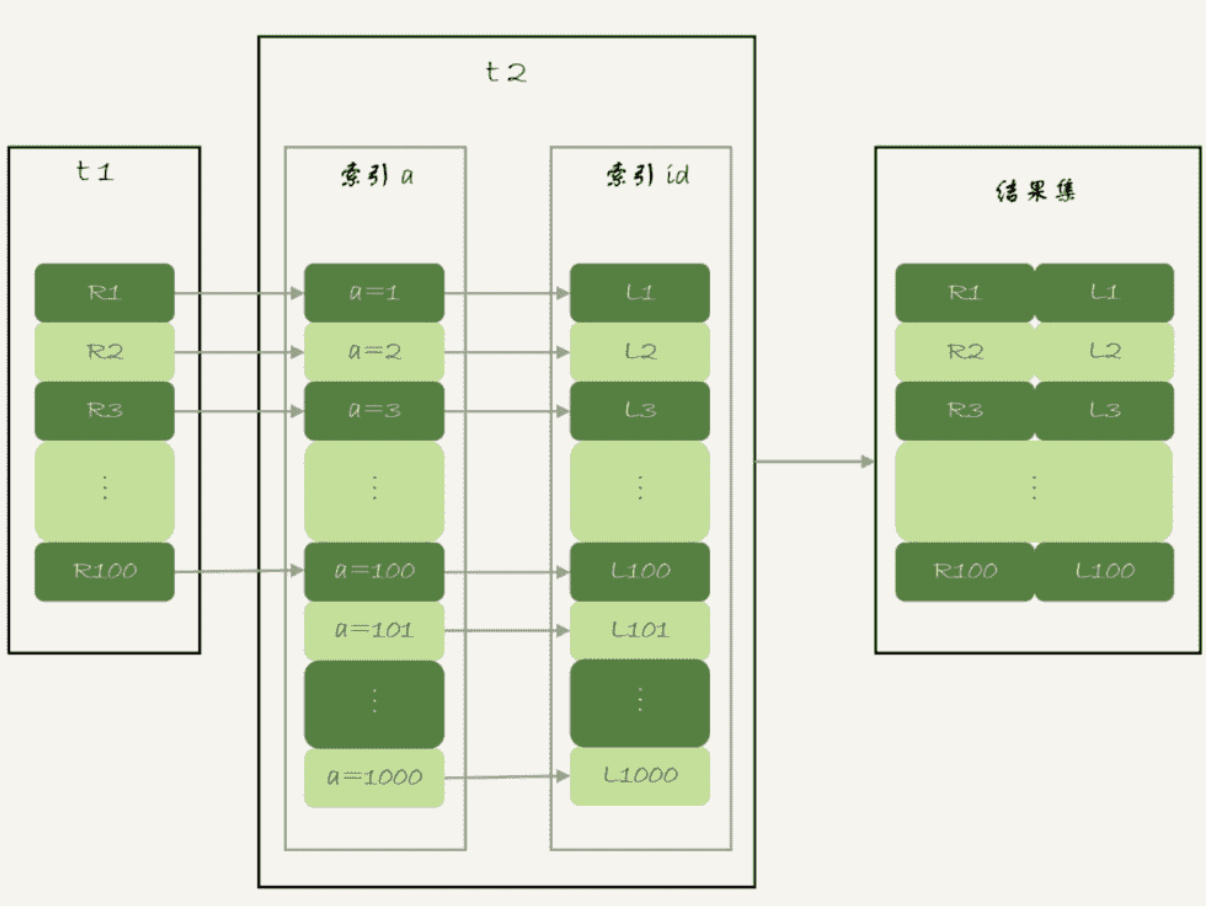 t2
t1
索引 a
索引 id
结果集
R1
a=1
L1
R1
L1
R2
a=2
L2
R2
L2
R3
a=3
L3
R3
L3
⋮
⋮
⋮
⋮
R100
a=100
L100
R100
L100
a=101
L101
⋮
⋮
a=1000
L1000